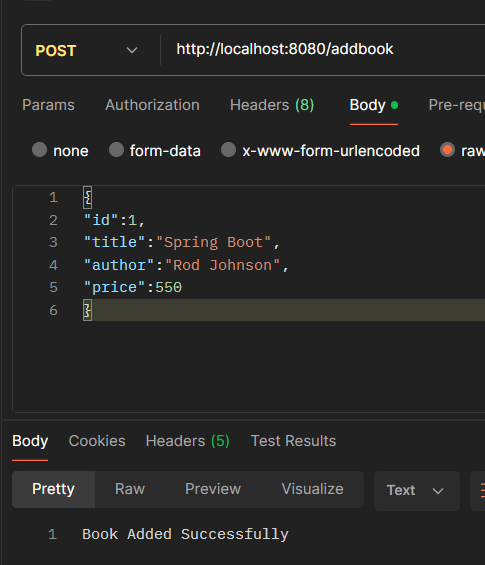 POST http://localhost:8080/addbook
Params Authorization Headers (8) Body
none form-data x-www-form-urlencoded raw
1 {
2 "id":1,
3 "title":"Spring Boot",
4 "author":"Rod Johnson",
5 "price":550
6 }
Body Cookies Headers (5) Test Results
Pretty Raw Preview Visualize Text
1 Book Added Successfully